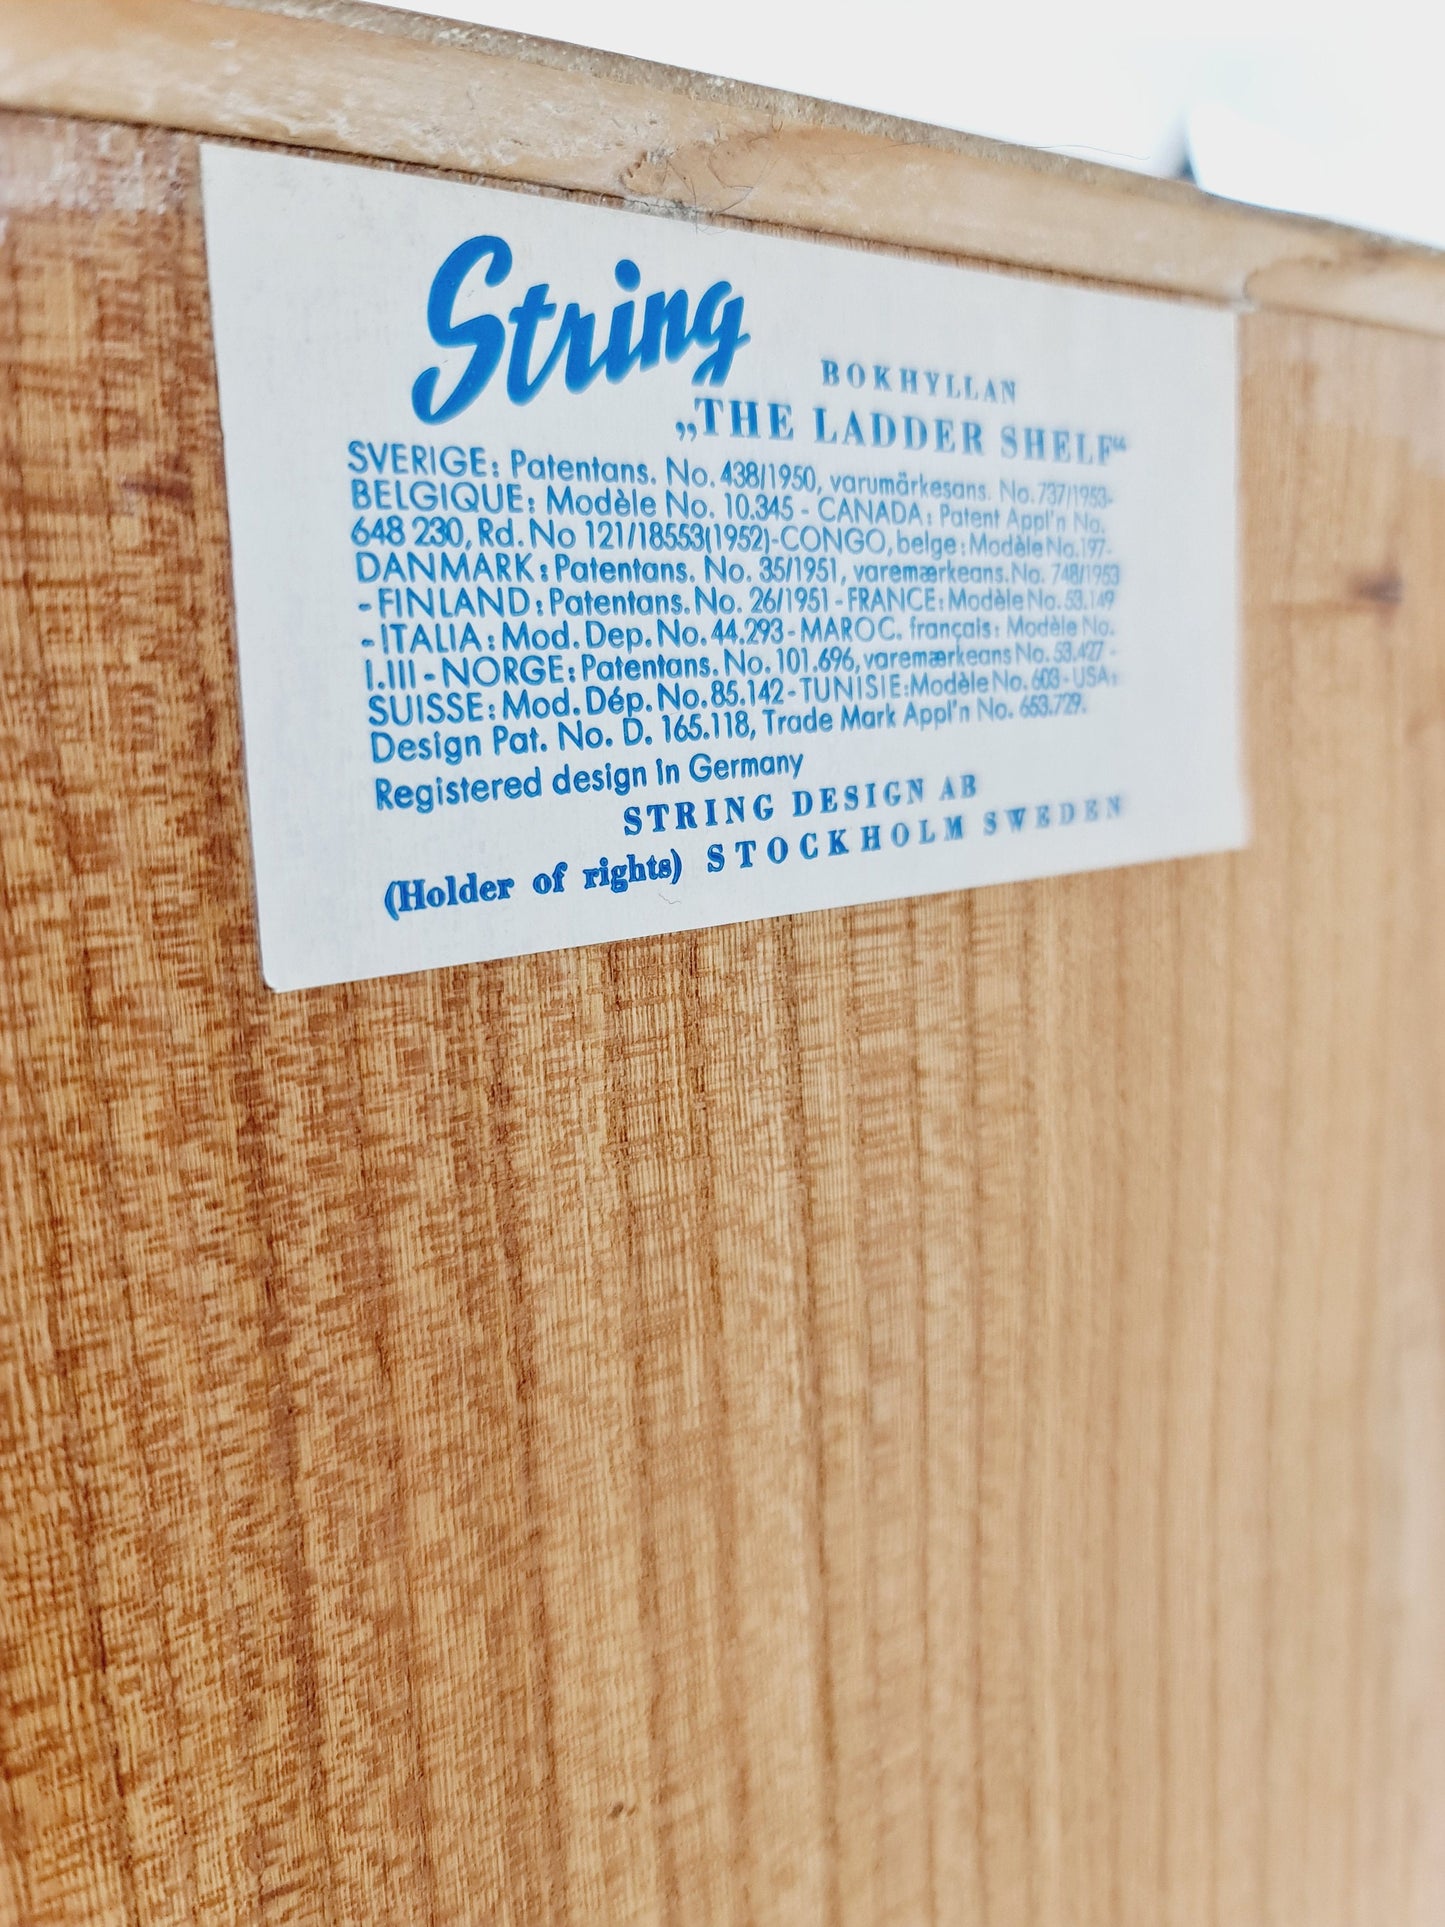 String
BOKHYLLAN
„THE LADDER SHELF“
SVERIGE: Patentans. No. 438/1950, varumärkesans. No. 737/1953-
BELGIQUE: Modèle No. 10.345 - CANADA: Patent Appl'n No.
648 230, Rd. No 121/18553(1952)-CONGO, belge: Modèle No. 197-
DANMARK: Patentans. No. 35/1951, varemærkeans. No. 748/1953
- FINLAND: Patentans. No. 26/1951 - FRANCE: Modèle No. 53.149
- ITALIA: Mod. Dep. No. 44.293 - MAROC. français: Modèle No.
I.III - NORGE: Patentans. No. 101.696, varemærkeans No. 53.427 -
SUISSE: Mod. Dép. No. 85.142 - TUNISIE: Modèle No. 603 - USA:
Design Pat. No. D. 165.118, Trade Mark Appl'n No. 653.729.
Registered design in Germany
STRING DESIGN AB
(Holder of rights) STOCKHOLM SWEDEN